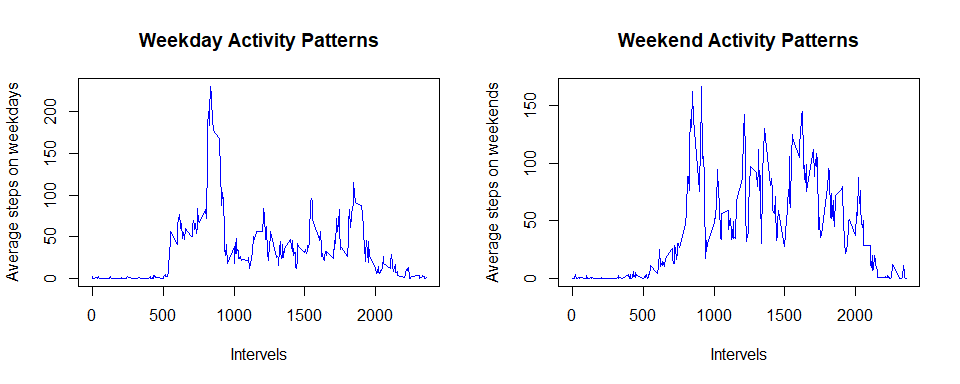 Weekday Activity Patterns
Average steps on weekdays
200
150
100
50
0
0 500 1000 1500 2000
Intervels
Weekend Activity Patterns
Average steps on weekends
150
100
50
0
0 500 1000 1500 2000
Intervels